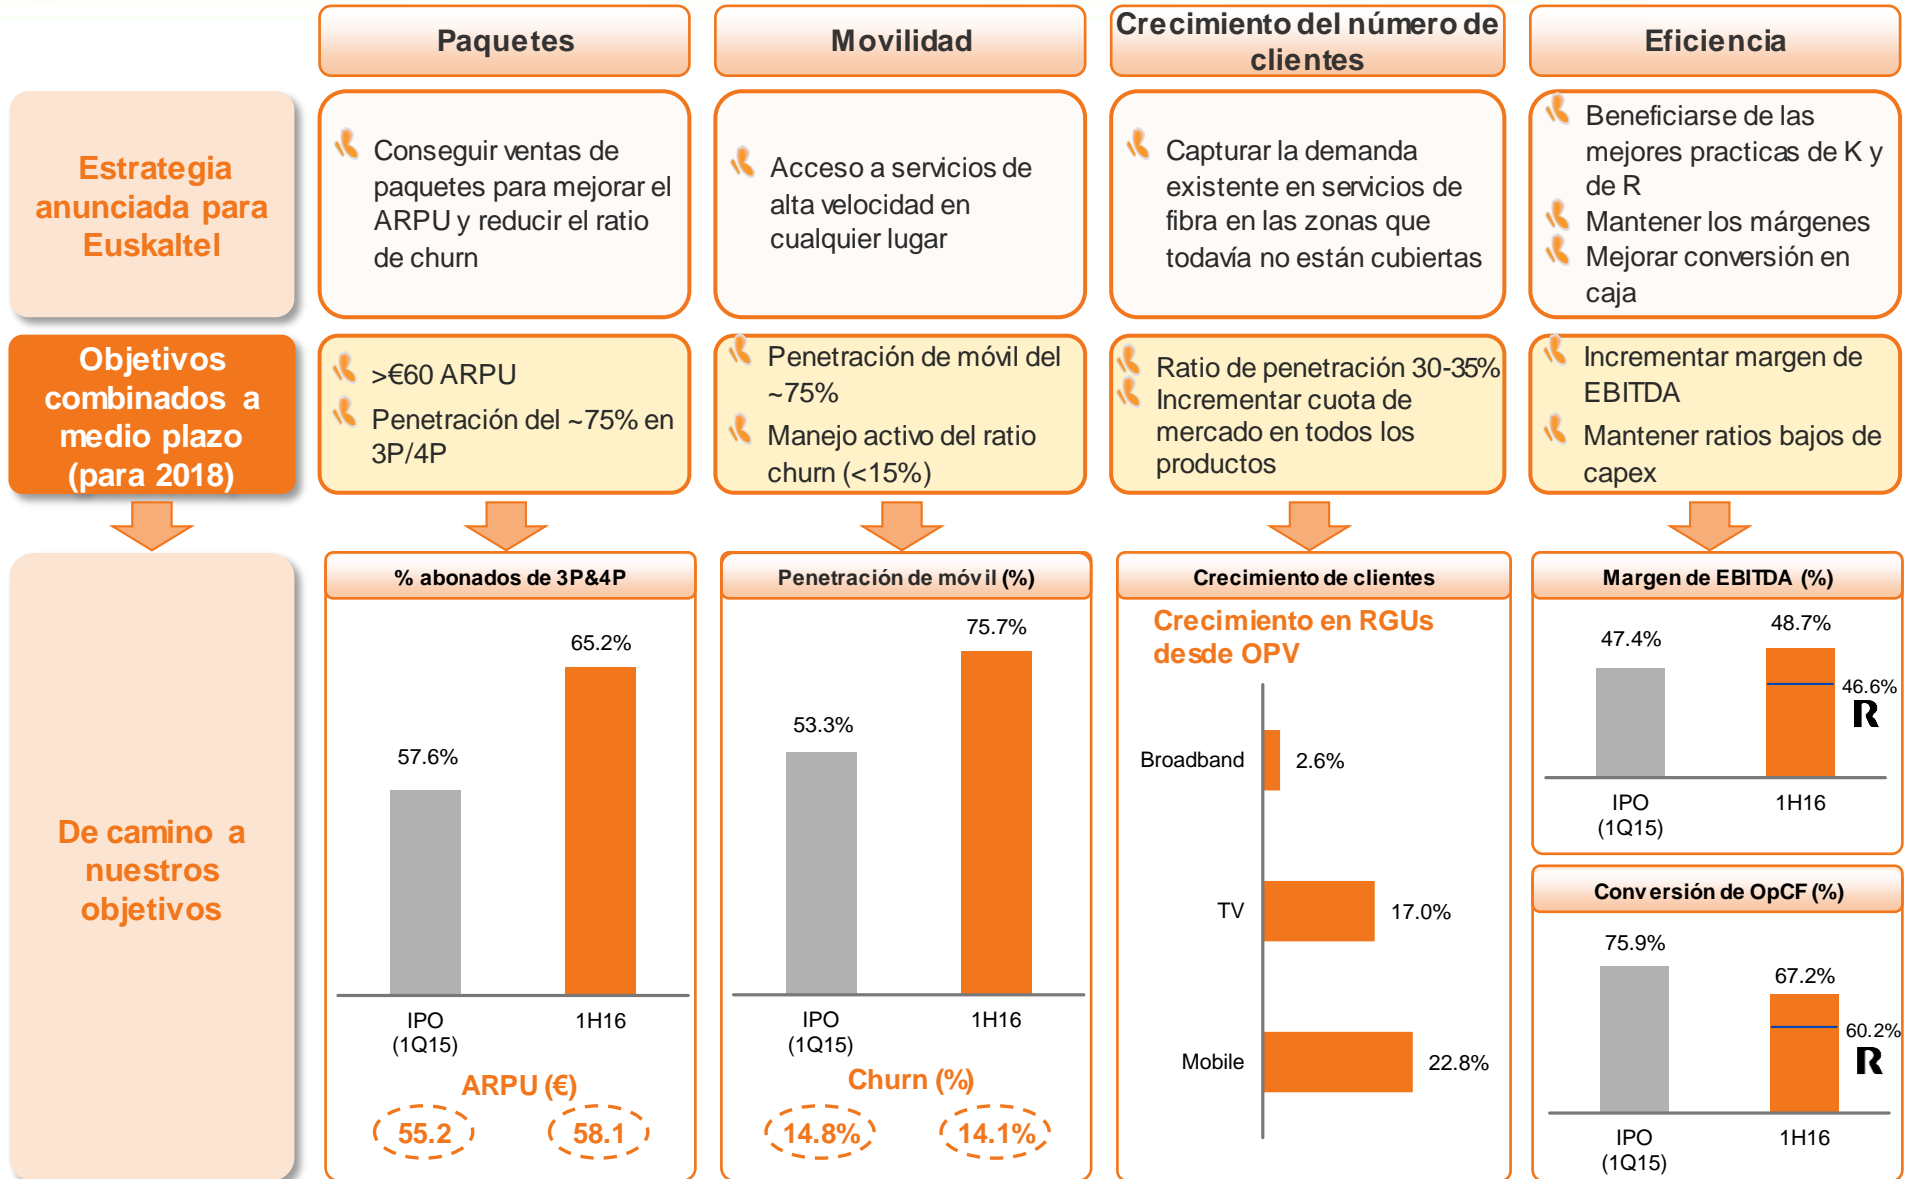 Paquetes
Movilidad
Crecimiento del número de
clientes
Eficiencia
Estrategia
anunciada para
Euskaltel
Conseguir ventas de
paquetes para mejorar el
ARPU y reducir el ratio
de churn
Acceso a servicios de
alta velocidad en
cualquier lugar
Capturar la demanda
existente en servicios de
fibra en las zonas que
todavía no están cubiertas
Beneficiarse de las
mejores practicas de K y
de R
Mantener los márgenes
Mejorar conversión en
caja
Objetivos
combinados a
medio plazo
(para 2018)
>€60 ARPU
Penetración del ~75% en
3P/4P
Penetración de móvil del
~75%
Manejo activo del ratio
churn (<15%)
Ratio de penetración 30-35%
Incrementar cuota de
mercado en todos los
productos
Incrementar margen de
EBITDA
Mantener ratios bajos de
capex
De camino a
nuestros
objetivos
% abonados de 3P&4P
57.6%
65.2%
IPO
(1Q15)
1H16
ARPU (€)
55.2
58.1
Penetración de móvil (%)
53.3%
75.7%
IPO
(1Q15)
1H16
Churn (%)
14.8%
14.1%
Crecimiento de clientes
Crecimiento en RGUs
desde OPV
Broadband
2.6%
TV
17.0%
Mobile
22.8%
Margen de EBITDA (%)
47.4%
48.7%
46.6%
R
IPO
(1Q15)
1H16
Conversión de OpCF (%)
75.9%
67.2%
60.2%
R
IPO
(1Q15)
1H16